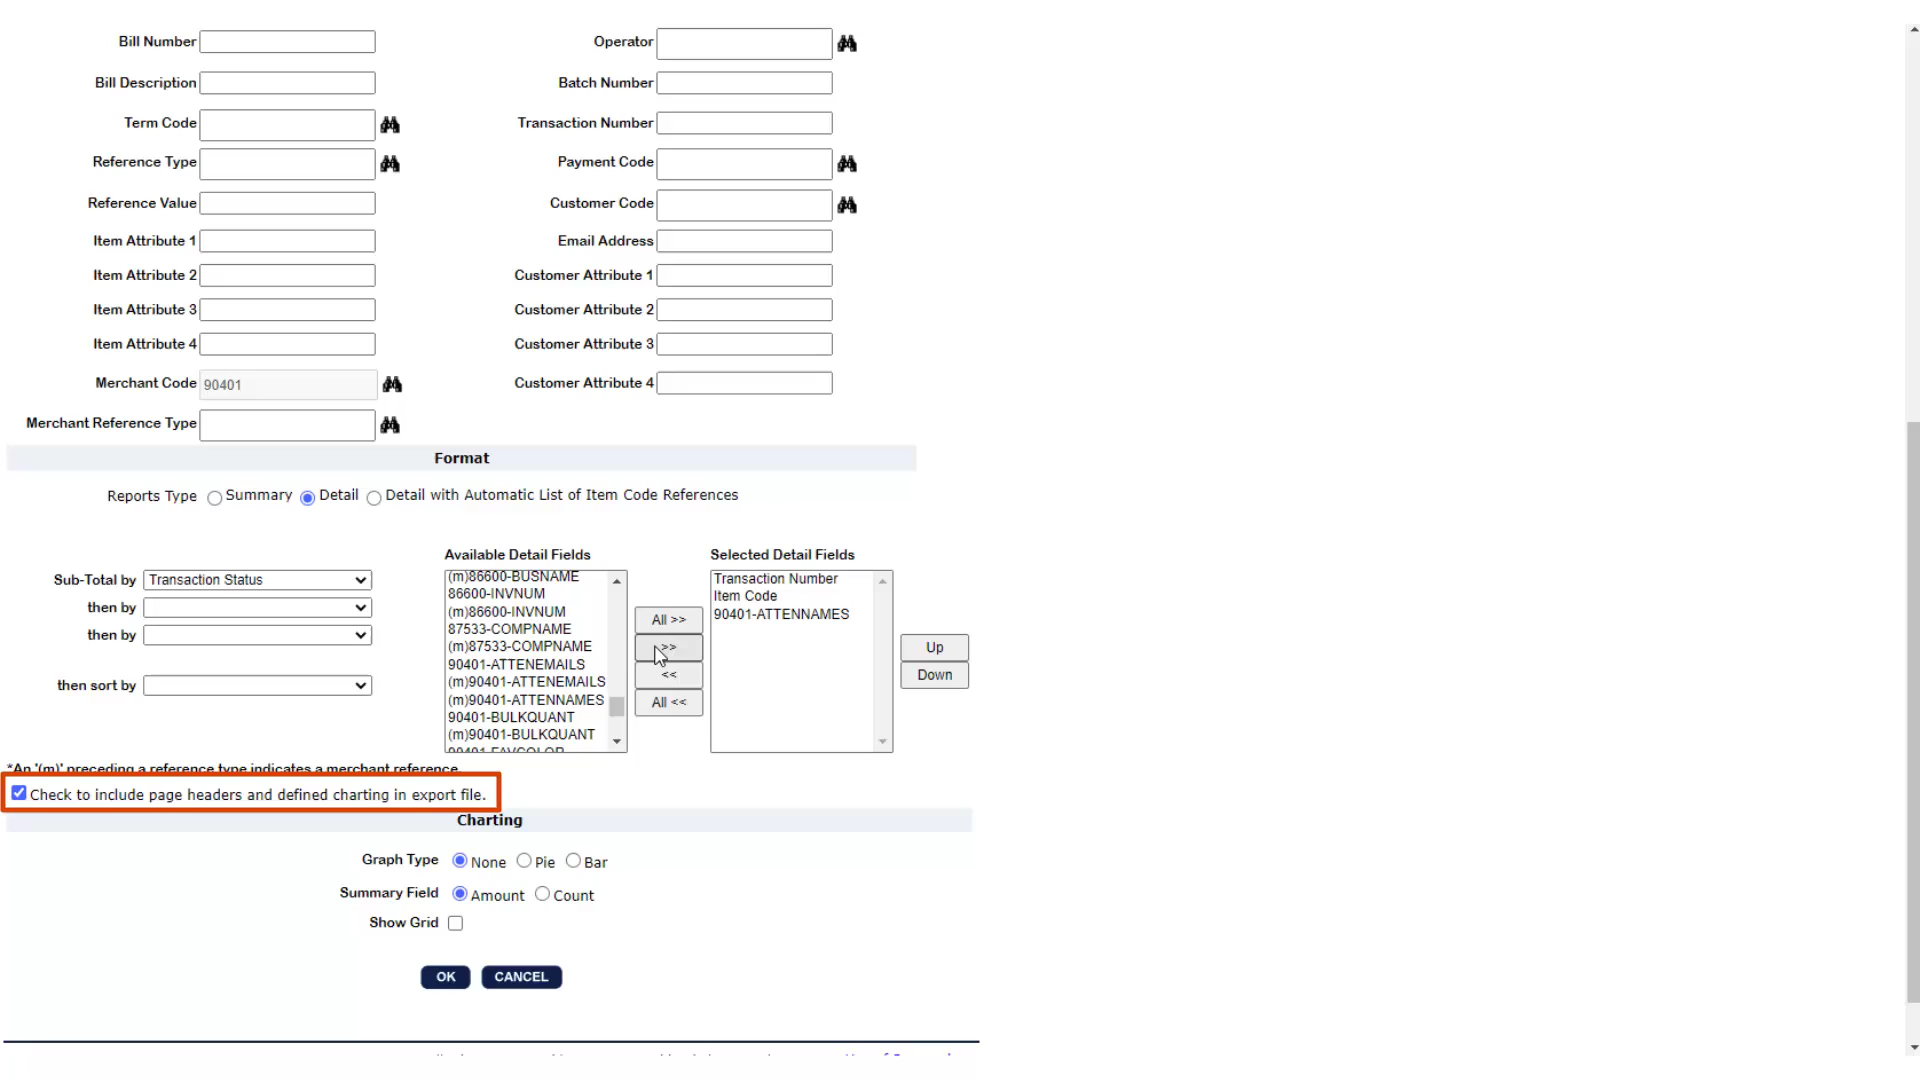 Bill Number
Operator
Bill Description
Batch Number
Term Code
Transaction Number
Reference Type
Payment Code
Reference Value
Customer Code
Item Attribute 1
Email Address
Item Attribute 2
Customer Attribute 1
Item Attribute 3
Customer Attribute 2
Item Attribute 4
Customer Attribute 3
Merchant Code 90401
Customer Attribute 4
Merchant Reference Type
Format
Reports Type Summary Detail Detail with Automatic List of Item Code References
Available Detail Fields
Selected Detail Fields
Sub-Total by Transaction Status
then by
then by
then sort by
(m)86600-BUSNAME
86600-INVNUM
(m)86600-INVNUM
87533-COMPNAME
(m)87533-COMPNAME
90401-ATTENEMAILS
(m)90401-ATTENEMAILS
(m)90401-ATTENNAMES
90401-BULKQUANT
(m)90401-BULKQUANT
90401-FAVCOLOR
All >>
>>
<<
All <<
Transaction Number
Item Code
90401-ATTENNAMES
Up
Down
*An '(m)' preceding a reference type indicates a merchant reference.
Check to include page headers and defined charting in export file.
Charting
Graph Type None Pie Bar
Summary Field Amount Count
Show Grid
OK CANCEL